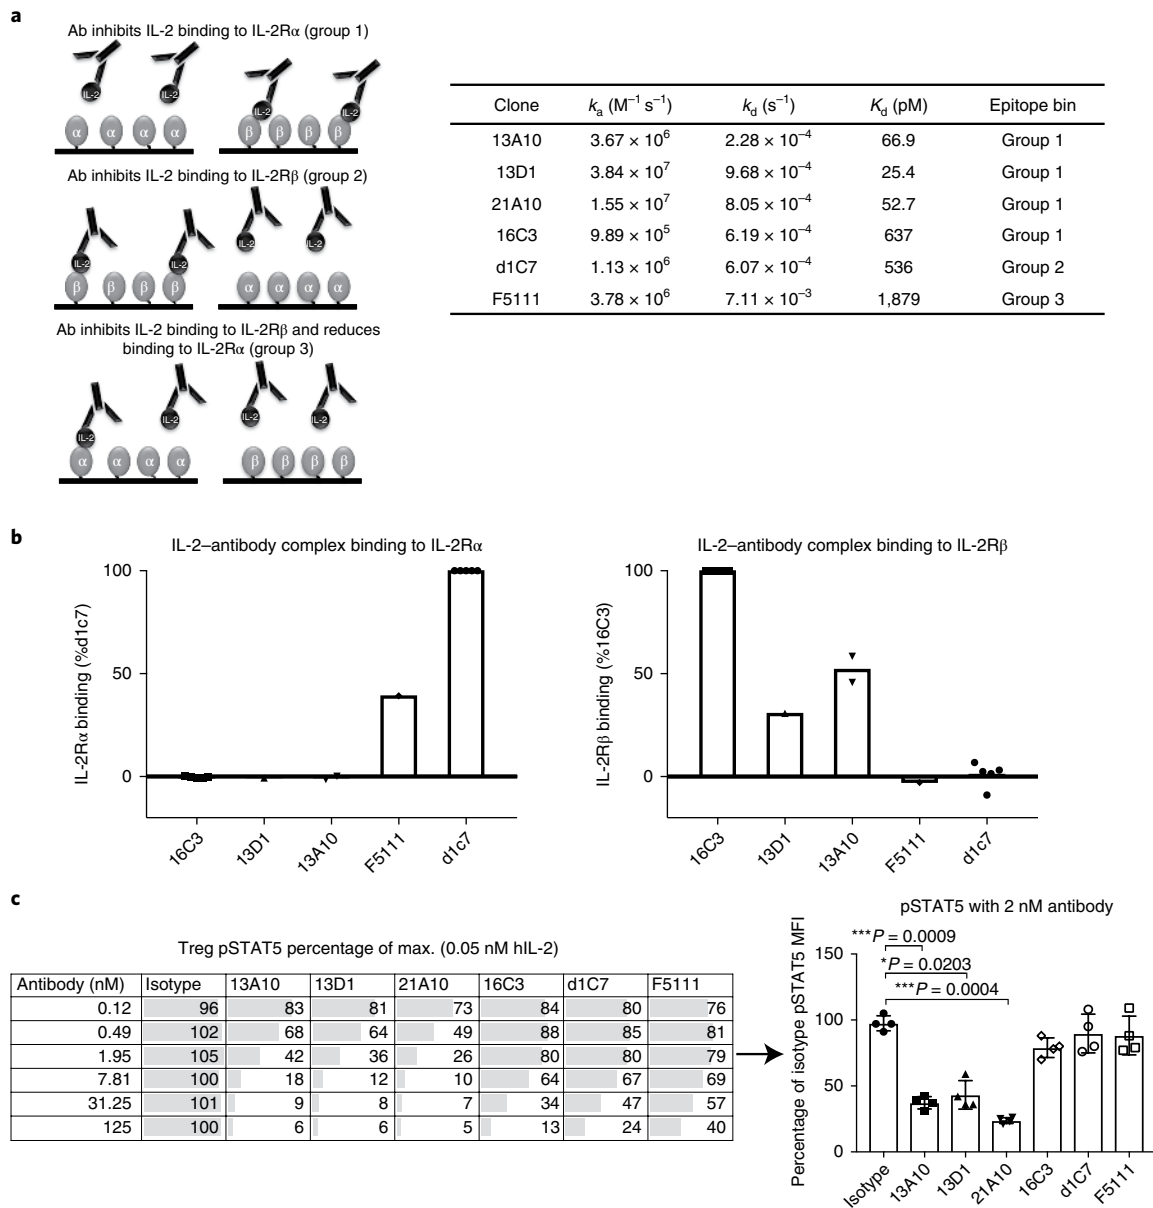 a
Ab inhibits IL-2 binding to IL-2Rα (group 1)
IL-2 IL-2 IL-2 IL-2
α α α α β β β β
Ab inhibits IL-2 binding to IL-2Rβ (group 2)
IL-2 IL-2 IL-2 IL-2
β β β β α α α α
Ab inhibits IL-2 binding to IL-2Rβ and reduces
binding to IL-2Rα (group 3)
IL-2 IL-2 IL-2 IL-2
α α α α β β β β
Clone kₐ (M⁻¹ s⁻¹) k_d (s⁻¹) K_d (pM) Epitope bin
13A10 3.67 × 10⁶ 2.28 × 10⁻⁴ 66.9 Group 1
13D1 3.84 × 10⁷ 9.68 × 10⁻⁴ 25.4 Group 1
21A10 1.55 × 10⁷ 8.05 × 10⁻⁴ 52.7 Group 1
16C3 9.89 × 10⁵ 6.19 × 10⁻⁴ 637 Group 1
d1C7 1.13 × 10⁶ 6.07 × 10⁻⁴ 536 Group 2
F5111 3.78 × 10⁶ 7.11 × 10⁻³ 1,879 Group 3
b
IL-2–antibody complex binding to IL-2Rα
IL-2Rα binding (%d1c7)
100
50
0
16C3 13D1 13A10 F5111 d1c7
IL-2–antibody complex binding to IL-2Rβ
IL-2Rβ binding (%16C3)
100
50
0
16C3 13D1 13A10 F5111 d1c7
c
Treg pSTAT5 percentage of max. (0.05 nM hIL-2)
Antibody (nM) Isotype 13A10 13D1 21A10 16C3 d1C7 F5111
0.12 96 83 81 73 84 80 76
0.49 102 68 64 49 88 85 81
1.95 105 42 36 26 80 80 79
7.81 100 18 12 10 64 67 69
31.25 101 9 8 7 34 47 57
125 100 6 6 5 13 24 40
pSTAT5 with 2 nM antibody
Percentage of isotype pSTAT5 MFI
***P = 0.0009
*P = 0.0203
***P = 0.0004
150
100
50
0
Isotype 13A10 13D1 21A10 16C3 d1C7 F5111